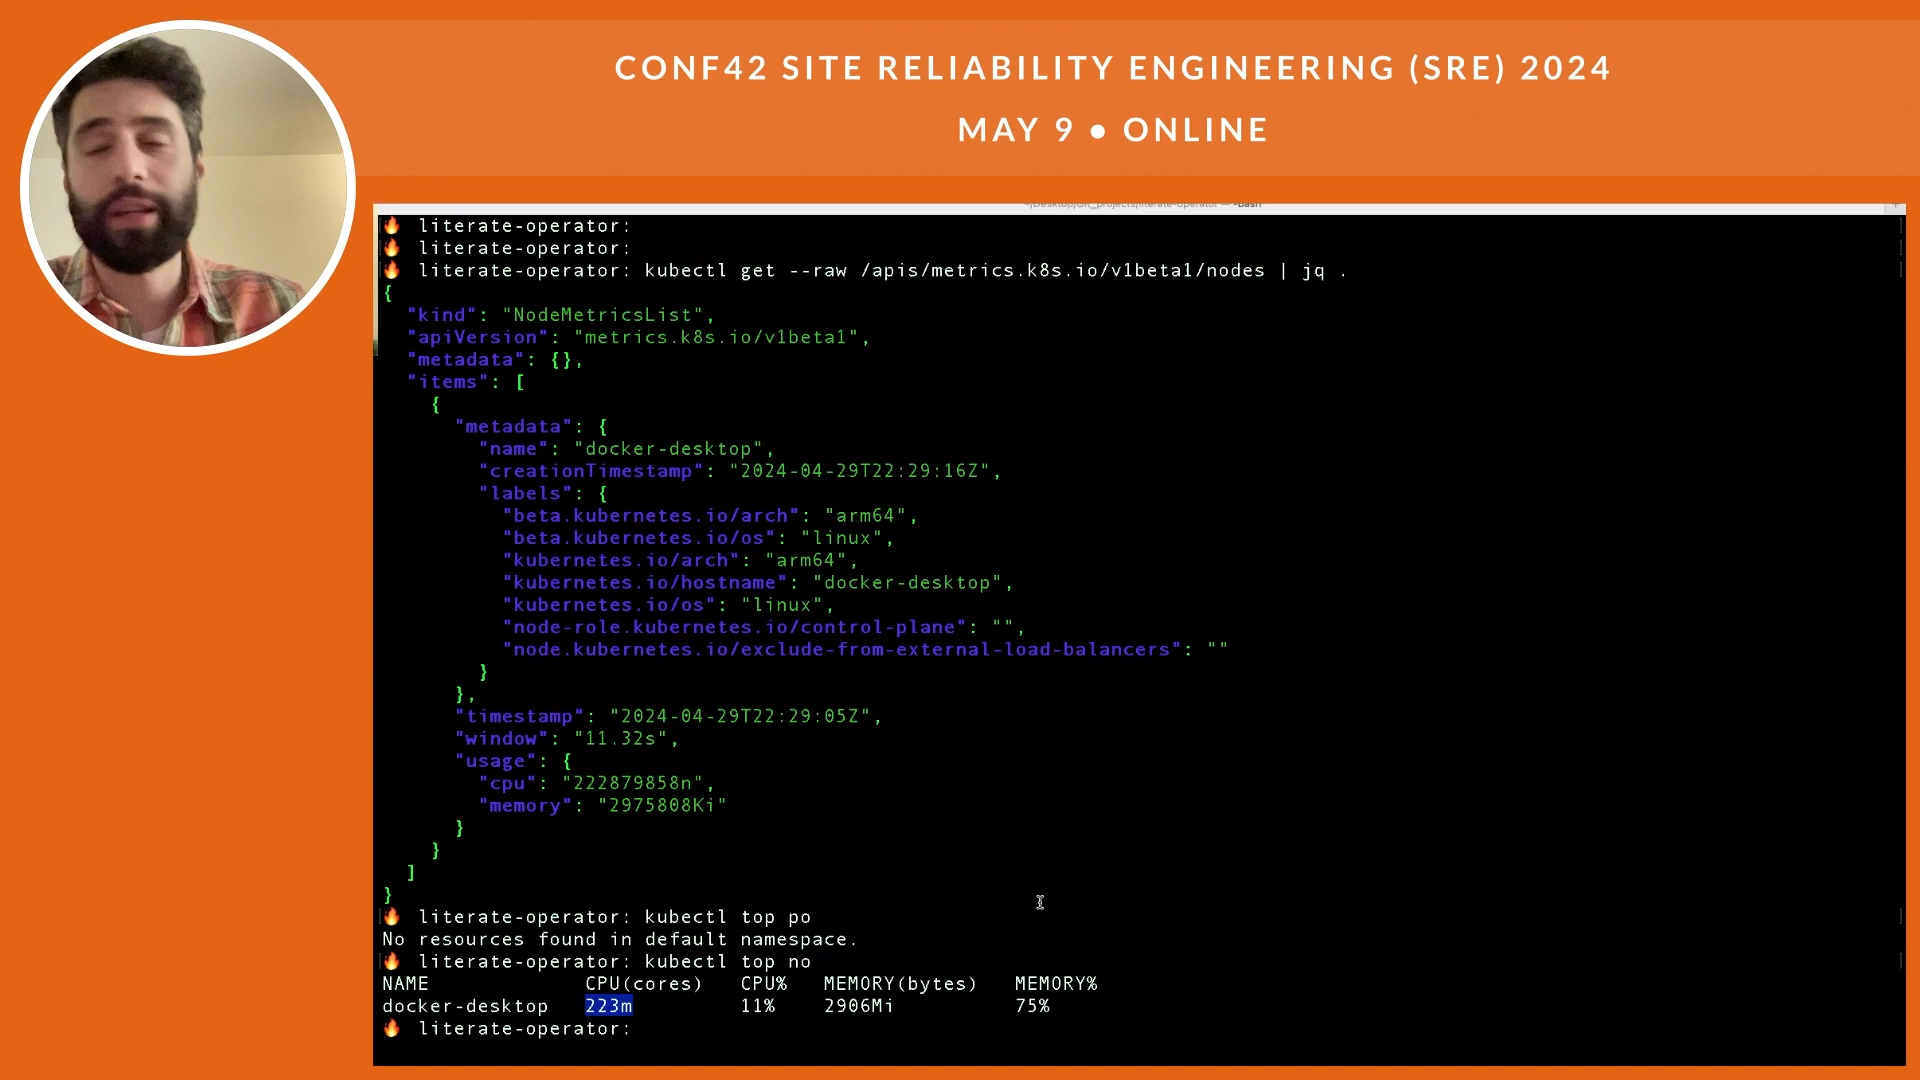 CONF42 SITE RELIABILITY ENGINEERING (SRE) 2024
MAY 9 • ONLINE
~/Desktop/Git_projects/literate-operator — -bash
literate-operator:
literate-operator:
literate-operator: kubectl get --raw /apis/metrics.k8s.io/v1beta1/nodes | jq .
{
  "kind": "NodeMetricsList",
  "apiVersion": "metrics.k8s.io/v1beta1",
  "metadata": {},
  "items": [
    {
      "metadata": {
        "name": "docker-desktop",
        "creationTimestamp": "2024-04-29T22:29:16Z",
        "labels": {
          "beta.kubernetes.io/arch": "arm64",
          "beta.kubernetes.io/os": "linux",
          "kubernetes.io/arch": "arm64",
          "kubernetes.io/hostname": "docker-desktop",
          "kubernetes.io/os": "linux",
          "node-role.kubernetes.io/control-plane": "",
          "node.kubernetes.io/exclude-from-external-load-balancers": ""
        }
      },
      "timestamp": "2024-04-29T22:29:05Z",
      "window": "11.32s",
      "usage": {
        "cpu": "222879858n",
        "memory": "2975808Ki"
      }
    }
  ]
}
literate-operator: kubectl top po
No resources found in default namespace.
literate-operator: kubectl top no
NAME CPU(cores) CPU% MEMORY(bytes) MEMORY%
docker-desktop 223m 11% 2906Mi 75%
literate-operator: